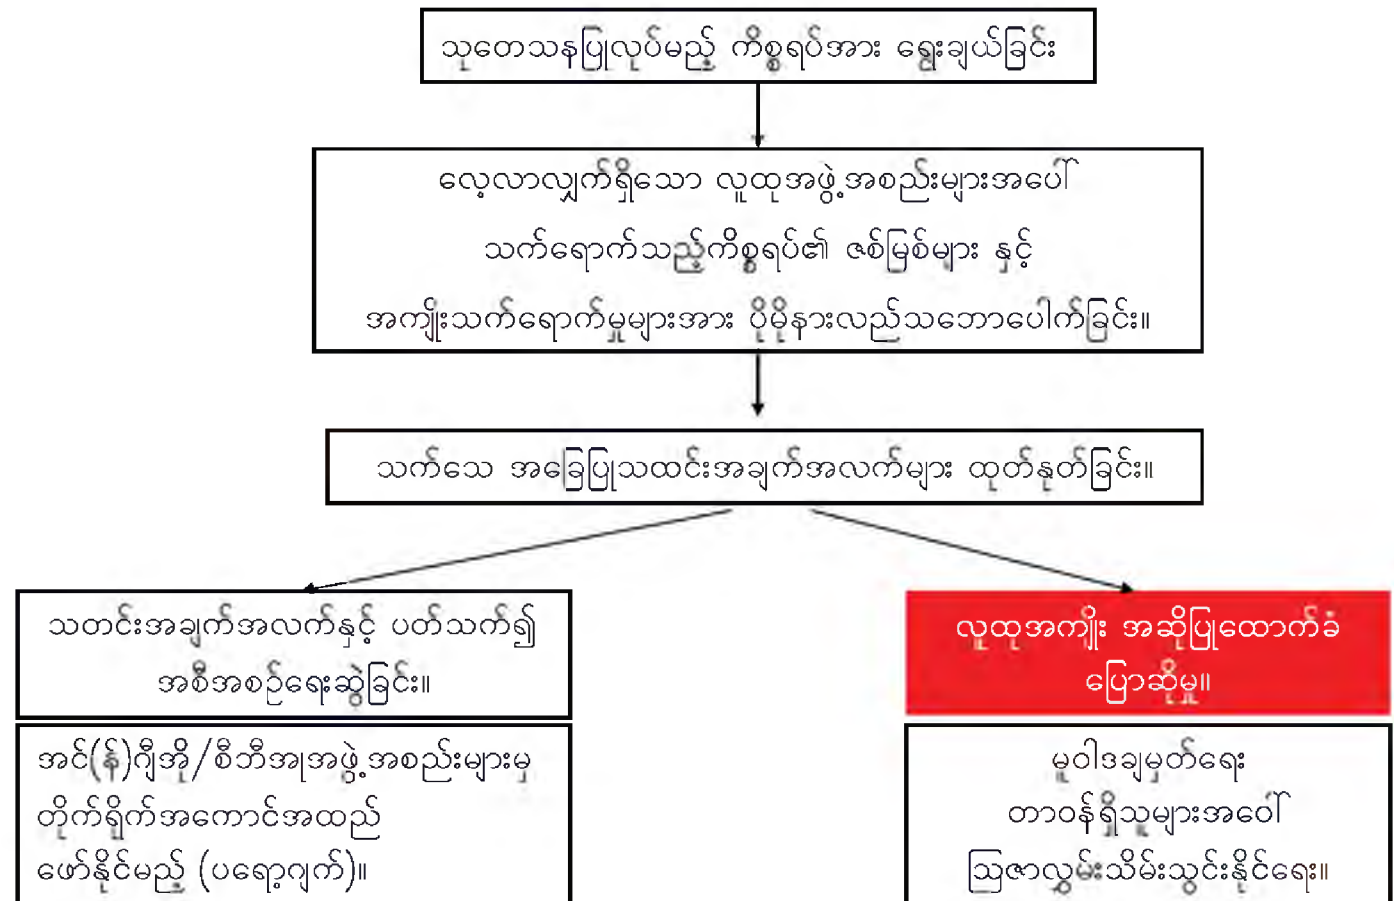 သုတေသနပြုလုပ်မည့် ကိစ္စရပ်အား ရွေးချယ်ခြင်း
လေ့လာလျှက်ရှိသော လူထုအဖွဲ့အစည်းများအပေါ်
သက်ရောက်သည့်ကိစ္စရပ်၏ ဇစ်မြစ်များ နှင့်
အကျိုးသက်ရောက်မှုများအား ပိုမိုနားလည်သဘောပေါက်ခြင်း။
သက်သေ အခြေပြုသထင်းအချက်အလက်များ ထုတ်နုတ်ခြင်း။
သတင်းအချက်အလက်နှင့် ပတ်သက်၍
အစီအစဉ်ရေးဆွဲခြင်း။
အင်(န်)ဂျီအို/စီဘီအုအဖွဲ့အစည်းများမှ
တိုက်ရိုက်အကောင်အထည်
ဖော်နိုင်မည့် (ပရော့ဂျက်)။
လူထုအကျိုး အဆိုပြုထောက်ခံ
ပြောဆိုမှု။
မူဝါဒချမှတ်ရေး
တာဝန်ရှိသူများအပေါ်
ဩဇာလွှမ်းသိမ်းသွင်းနိုင်ရေး။